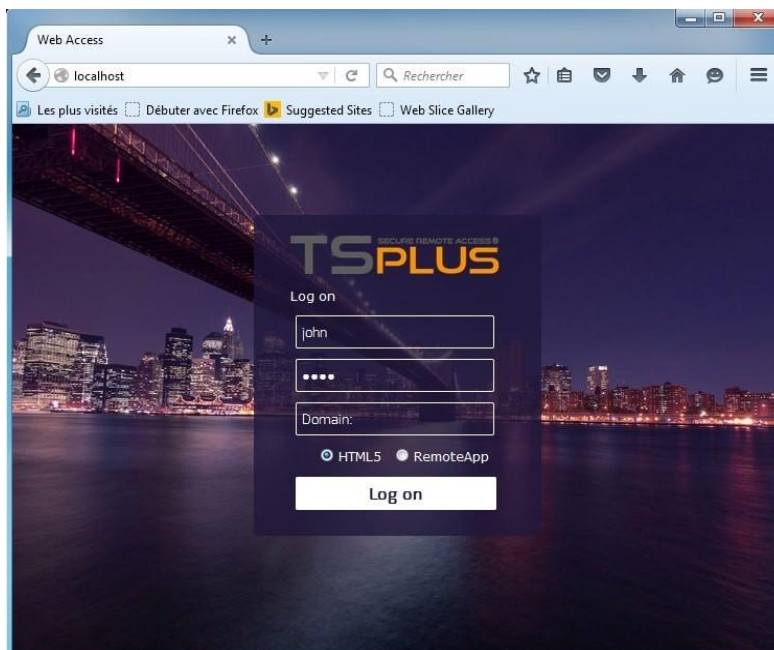 Web Access
localhost
Rechercher
Les plus visités Débuter avec Firefox Suggested Sites Web Slice Gallery
SECURE REMOTE ACCESS
TSPLUS
Log on
john
Domain:
HTML5 RemoteApp
Log on